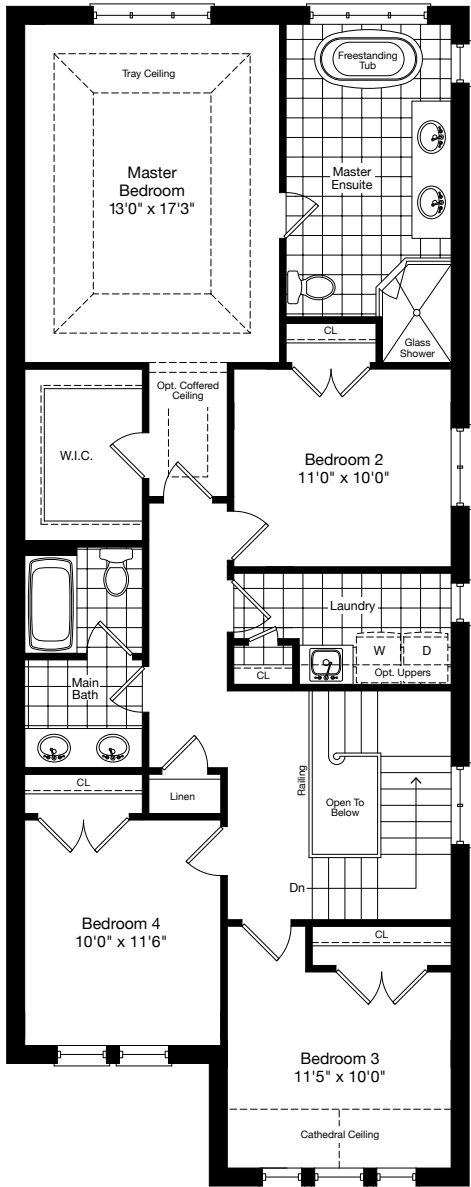 Freestanding
Tub
Tray Ceiling
Master
Bedroom
13'0" x 17'3"
Master
Ensuite
CL
Glass
Shower
Opt. Coffered
Ceiling
W.I.C.
Bedroom 2
11'0" x 10'0"
Laundry
W
D
Opt. Uppers
CL
Main
Bath
CL
Linen
Railing
Open To
Below
Dn
Bedroom 4
10'0" x 11'6"
CL
Bedroom 3
11'5" x 10'0"
Cathedral Ceiling